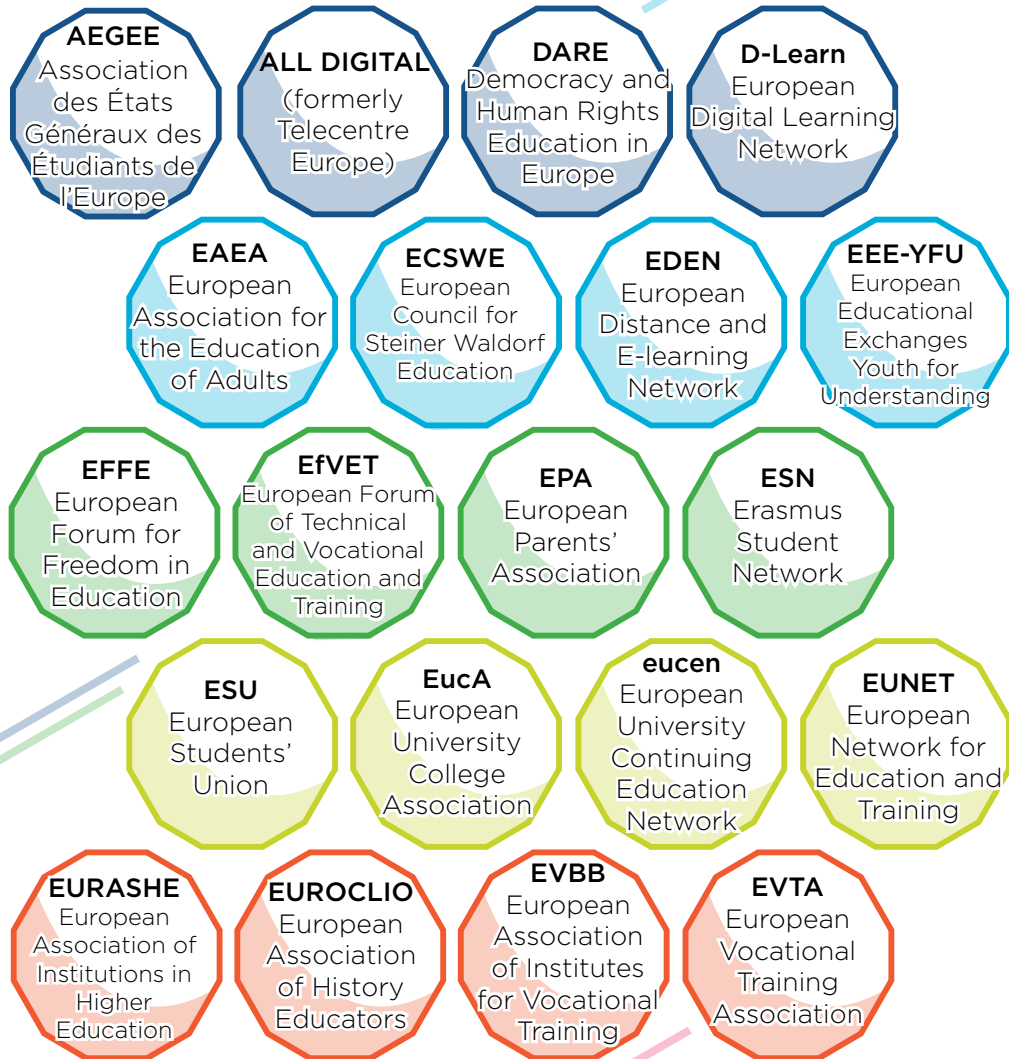 AEGEE
Association
des États
Généraux des
Étudiants de
l'Europe
ALL DIGITAL
(formerly
Telecentre
Europe)
DARE
Democracy and
Human Rights
Education in
Europe
D-Learn
European
Digital Learning
Network
EAEA
European
Association for
the Education
of Adults
ECSWE
European
Council for
Steiner Waldorf
Education
EDEN
European
Distance and
E-learning
Network
EEE-YFU
European
Educational
Exchanges
Youth for
Understanding
EFFE
European
Forum for
Freedom in
Education
EfVET
European Forum
of Technical
and Vocational
Education and
Training
EPA
European
Parents’
Association
ESN
Erasmus
Student
Network
ESU
European
Students’
Union
EucA
European
University
College
Association
eucen
European
University
Continuing
Education
Network
EUNET
European
Network for
Education and
Training
EURASHE
European
Association of
Institutions in
Higher
Education
EUROCLIO
European
Association
of History
Educators
EVBB
European
Association
of Institutes
for Vocational
Training
EVTA
European
Vocational
Training
Association